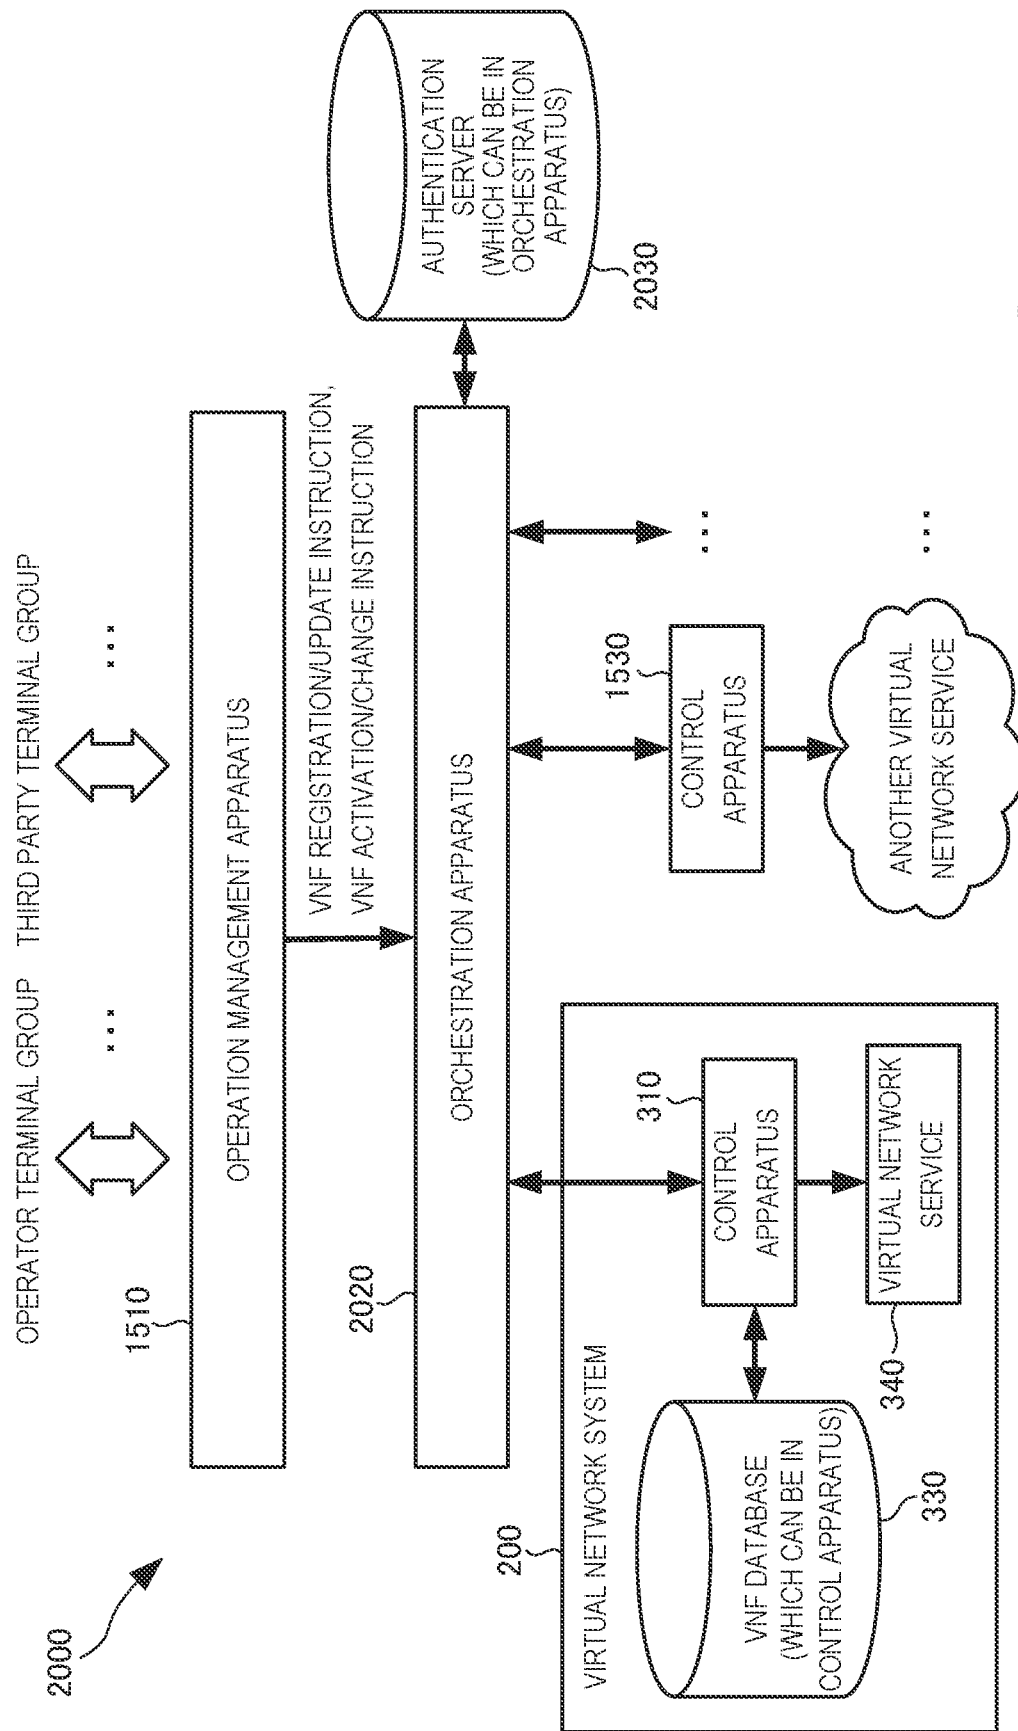 2000
OPERATOR TERMINAL GROUP
THIRD PARTY TERMINAL GROUP
1510
OPERATION MANAGEMENT APPARATUS
VNF REGISTRATION/UPDATE INSTRUCTION,
VNF ACTIVATION/CHANGE INSTRUCTION
2020
ORCHESTRATION APPARATUS
AUTHENTICATION
SERVER
(WHICH CAN BE IN
ORCHESTRATION
APPARATUS)
2030
200
VIRTUAL NETWORK SYSTEM
VNF DATABASE
(WHICH CAN BE IN
CONTROL APPARATUS)
330
310
CONTROL
APPARATUS
340
VIRTUAL NETWORK
SERVICE
1530
CONTROL
APPARATUS
ANOTHER VIRTUAL
NETWORK SERVICE